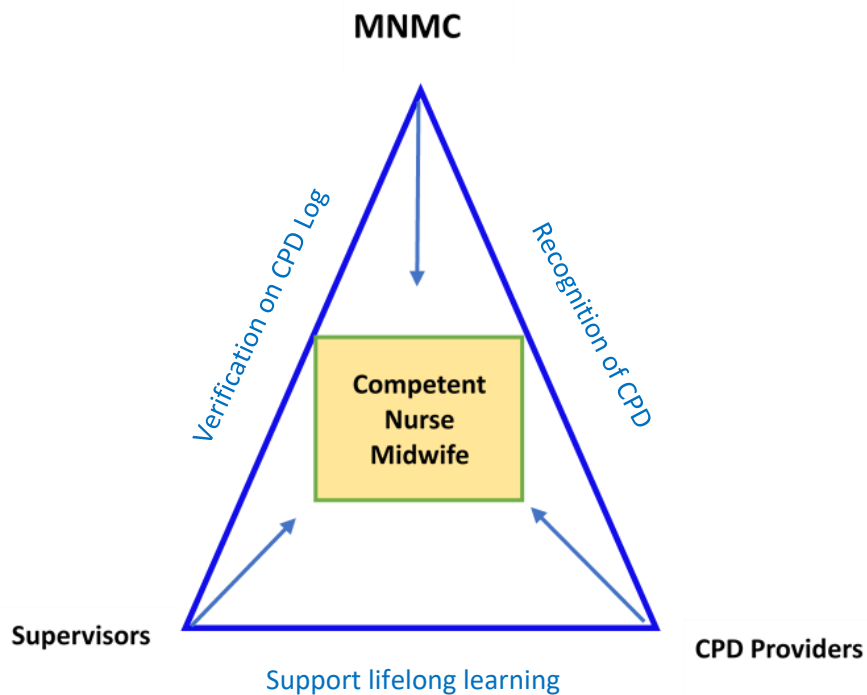 MNMC
Verification on CPD Log
Recognition of CPD
Competent
Nurse
Midwife
Supervisors
CPD Providers
Support lifelong learning